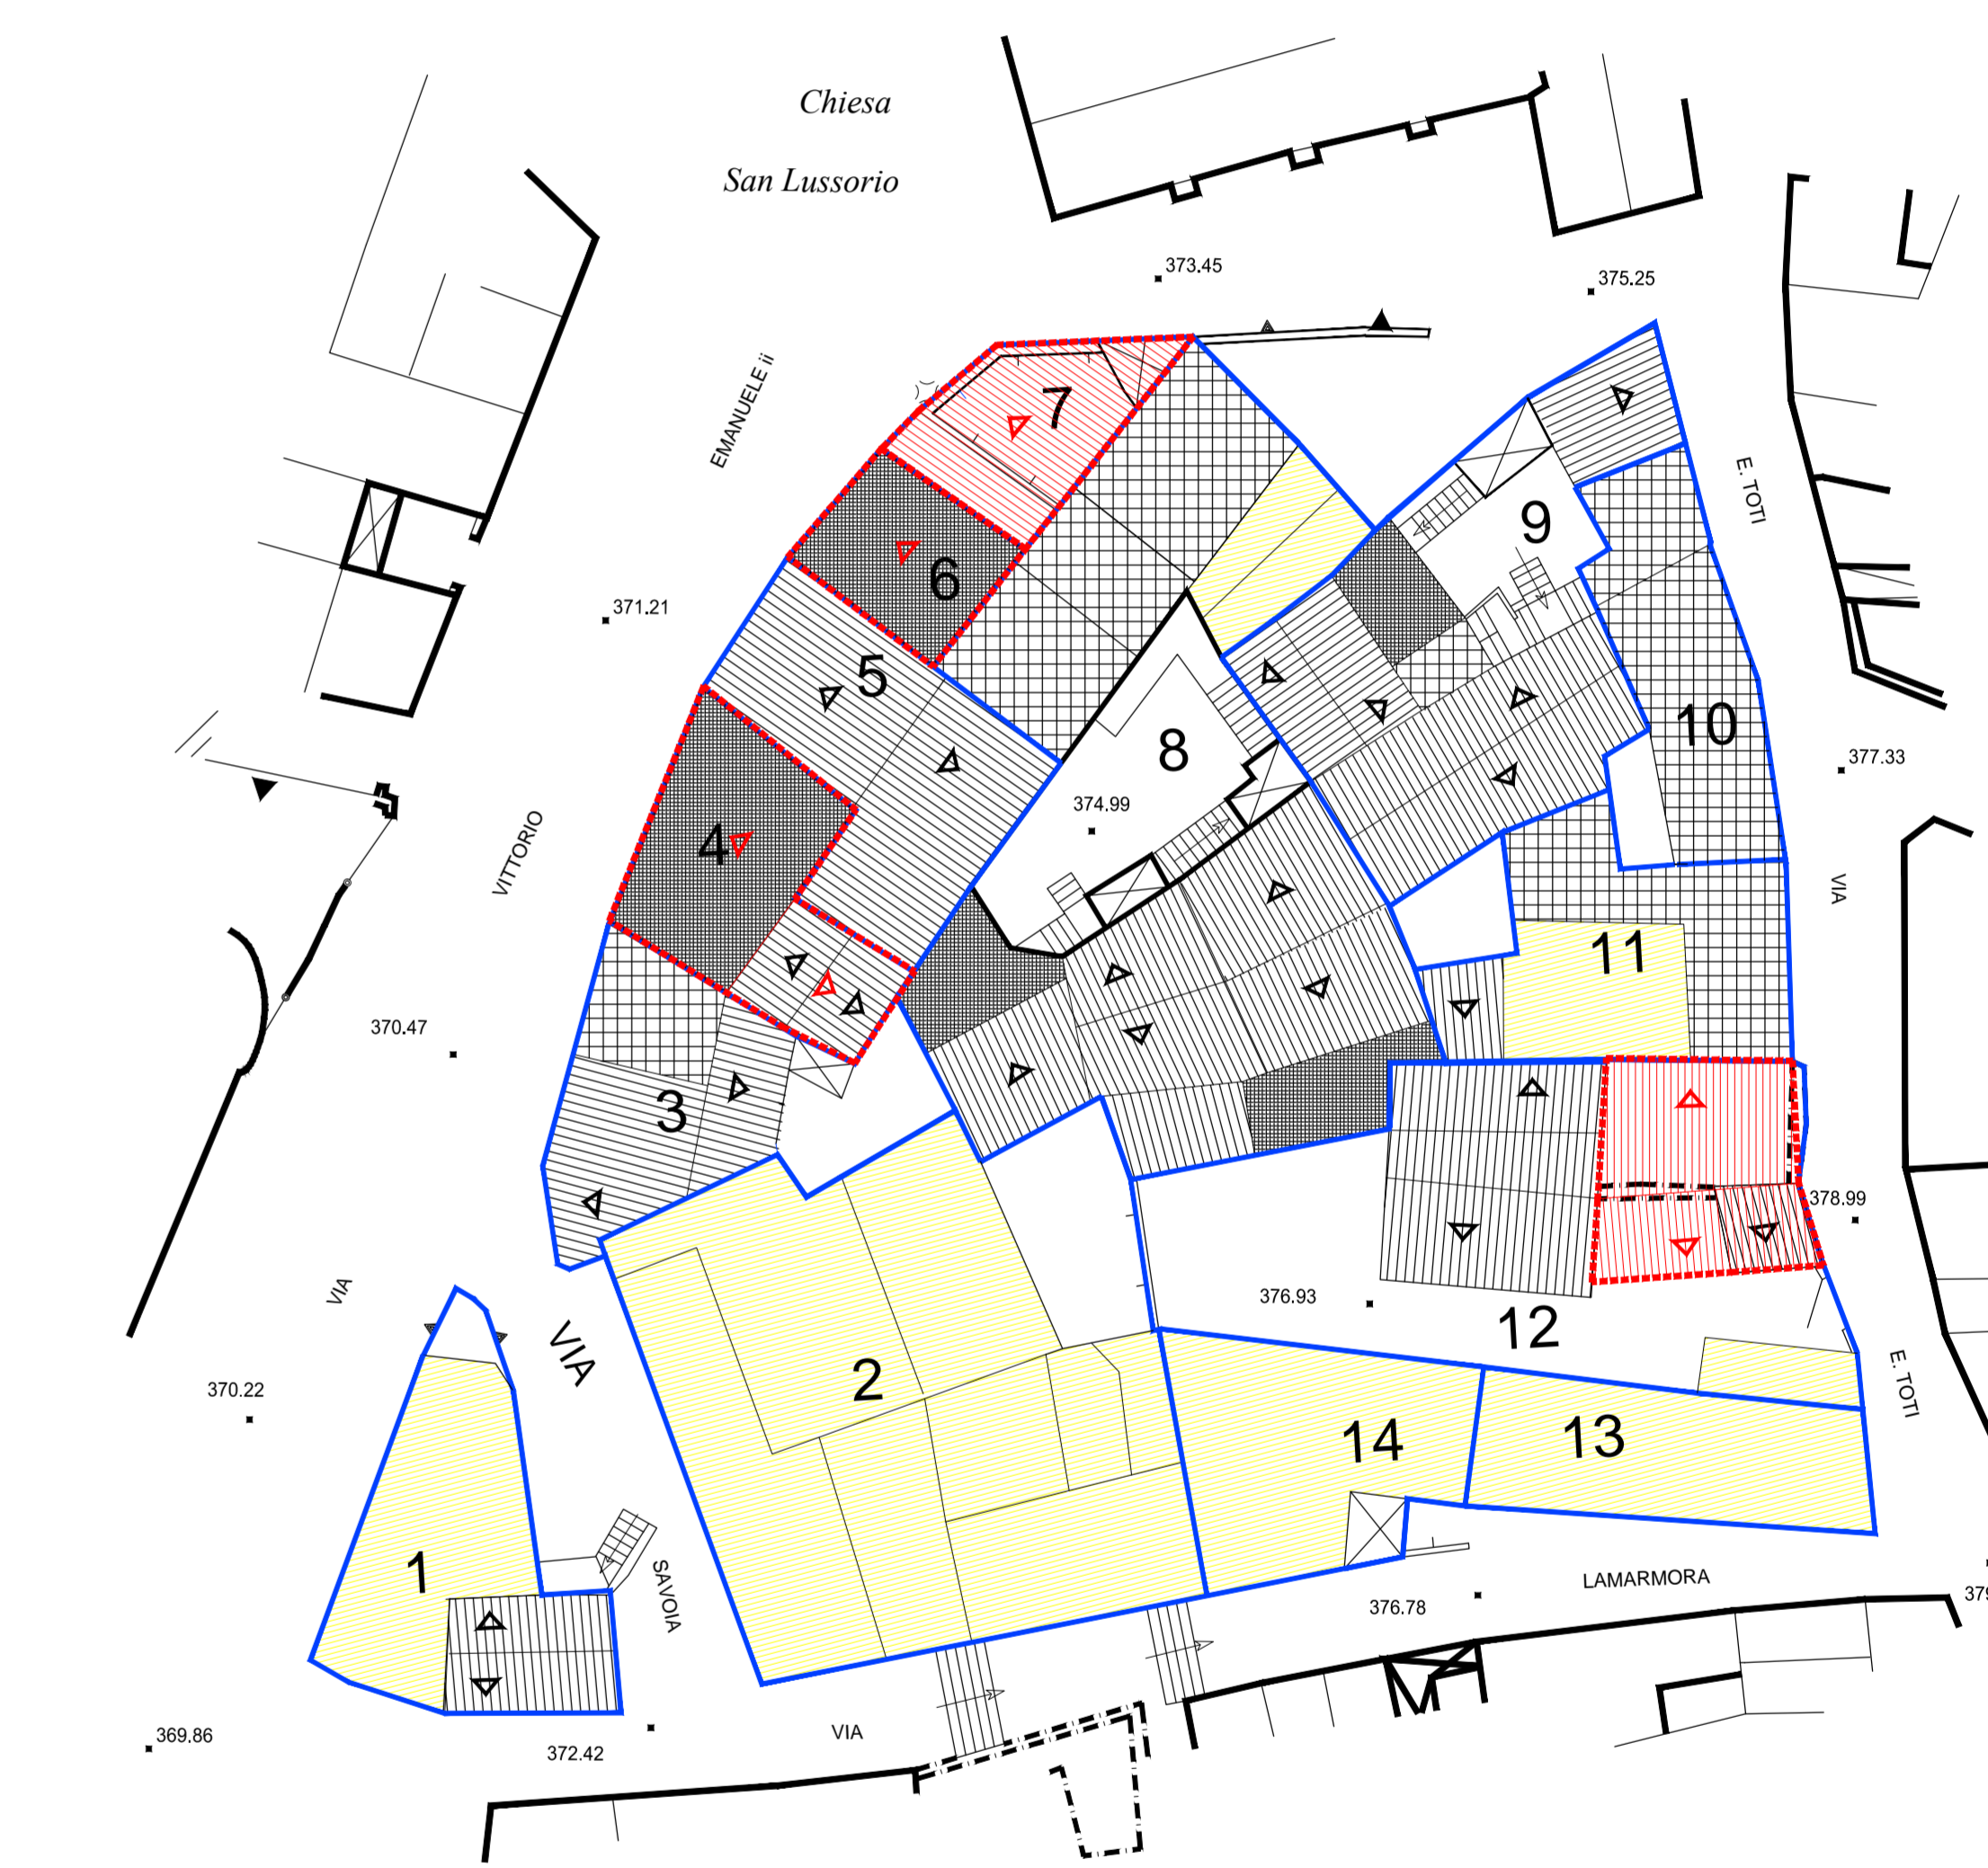 Chiesa
San Lussorio
373.45
375.25
EMANUELE ii
7
E. TOTI
9
6
371.21
5
10
8
377.33
374.99
4
VITTORIO
VIA
11
370.47
3
378.99
VIA
376.93
12
VIA
2
370.22
E. TOTI
14
13
1
SAVOIA
LAMARMORA
376.78
379
VIA
369.86
372.42